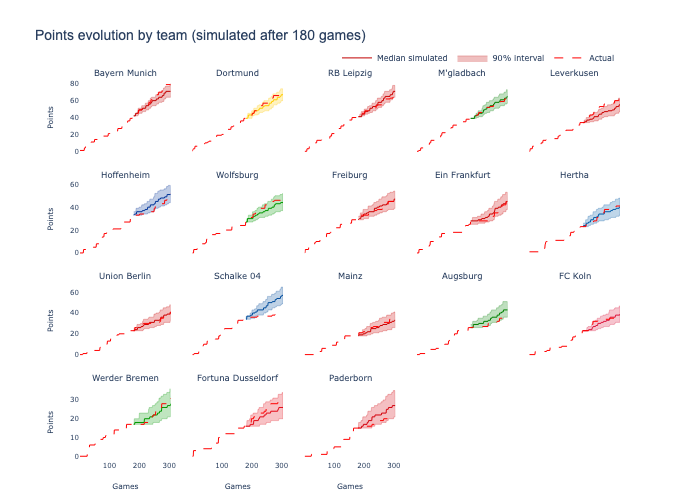 Points evolution by team (simulated after 180 games)
Median simulated 90% interval Actual
Bayern Munich Dortmund RB Leipzig M'gladbach Leverkusen
80
60
40
20
0
Points
Hoffenheim Wolfsburg Freiburg Ein Frankfurt Hertha
60
40
20
0
Points
Union Berlin Schalke 04 Mainz Augsburg FC Koln
60
40
20
0
Points
Werder Bremen Fortuna Dusseldorf Paderborn
30
20
10
0
Points
100 200 300 100 200 300 100 200 300
Games Games Games